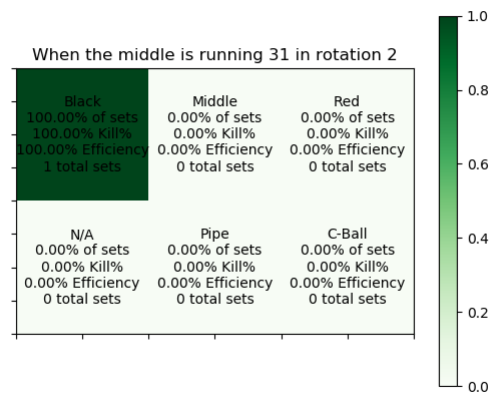 When the middle is running 31 in rotation 2
Black
100.00% of sets
100.00% Kill%
100.00% Efficiency
1 total sets
Middle
0.00% of sets
0.00% Kill%
0.00% Efficiency
0 total sets
Red
0.00% of sets
0.00% Kill%
0.00% Efficiency
0 total sets
N/A
0.00% of sets
0.00% Kill%
0.00% Efficiency
0 total sets
Pipe
0.00% of sets
0.00% Kill%
0.00% Efficiency
0 total sets
C-Ball
0.00% of sets
0.00% Kill%
0.00% Efficiency
0 total sets
1.0
0.8
0.6
0.4
0.2
0.0